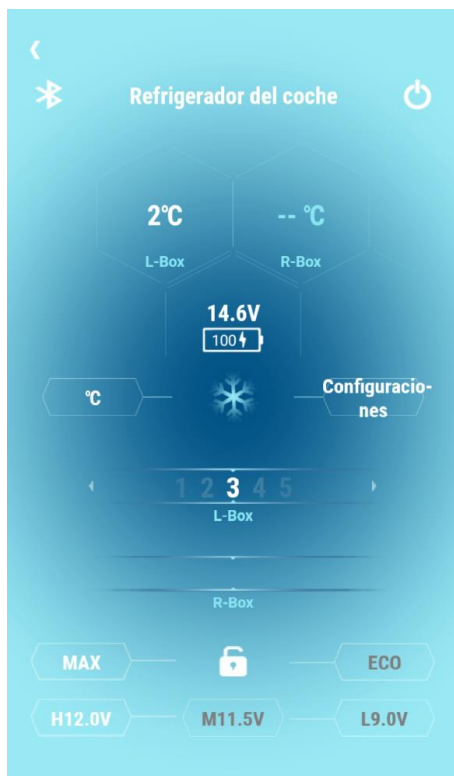 Refrigerador del coche
2℃ -- ℃
L-Box R-Box
14.6V
100
℃
Configuracio-
nes
1 2 3 4 5
L-Box
R-Box
MAX ECO
H12.0V M11.5V L9.0V